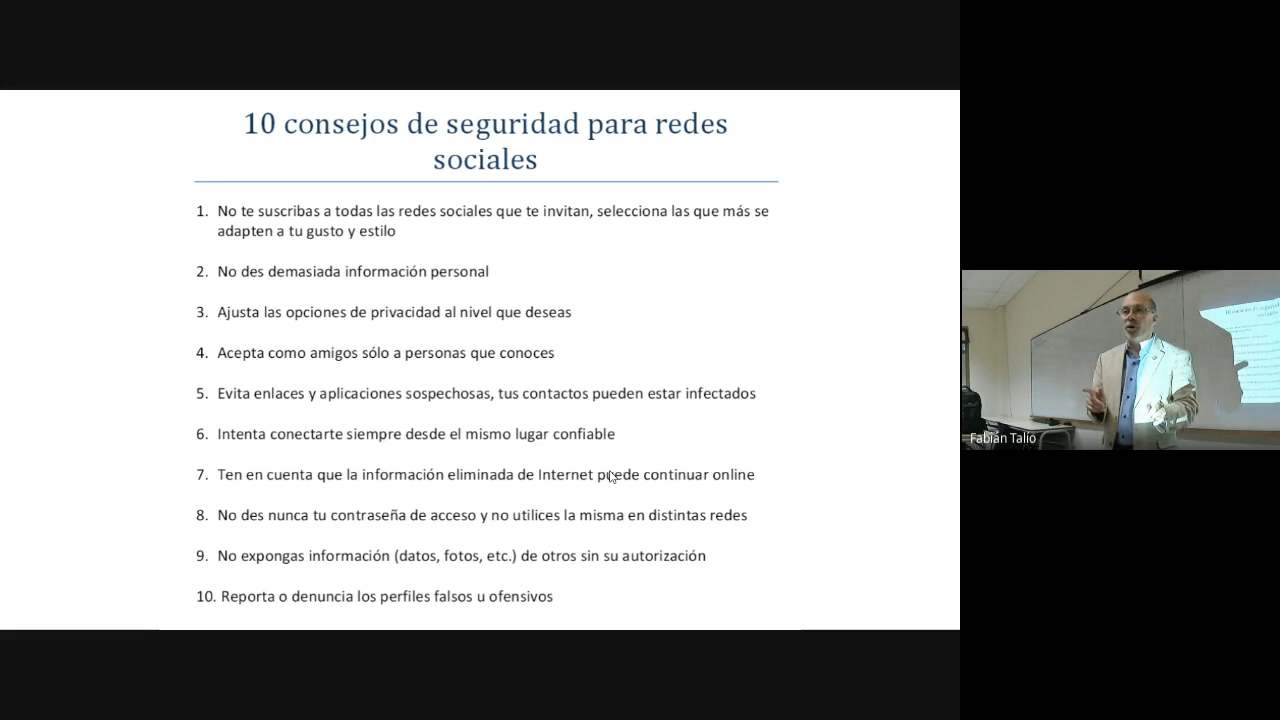 10 consejos de seguridad para redes
sociales
1. No te suscribas a todas las redes sociales que te invitan, selecciona las que más se
adapten a tu gusto y estilo
2. No des demasiada información personal
3. Ajusta las opciones de privacidad al nivel que deseas
4. Acepta como amigos sólo a personas que conoces
5. Evita enlaces y aplicaciones sospechosas, tus contactos pueden estar infectados
6. Intenta conectarte siempre desde el mismo lugar confiable
7. Ten en cuenta que la información eliminada de Internet puede continuar online
8. No des nunca tu contraseña de acceso y no utilices la misma en distintas redes
9. No expongas información (datos, fotos, etc.) de otros sin su autorización
10. Reporta o denuncia los perfiles falsos u ofensivos
Fabián Talio